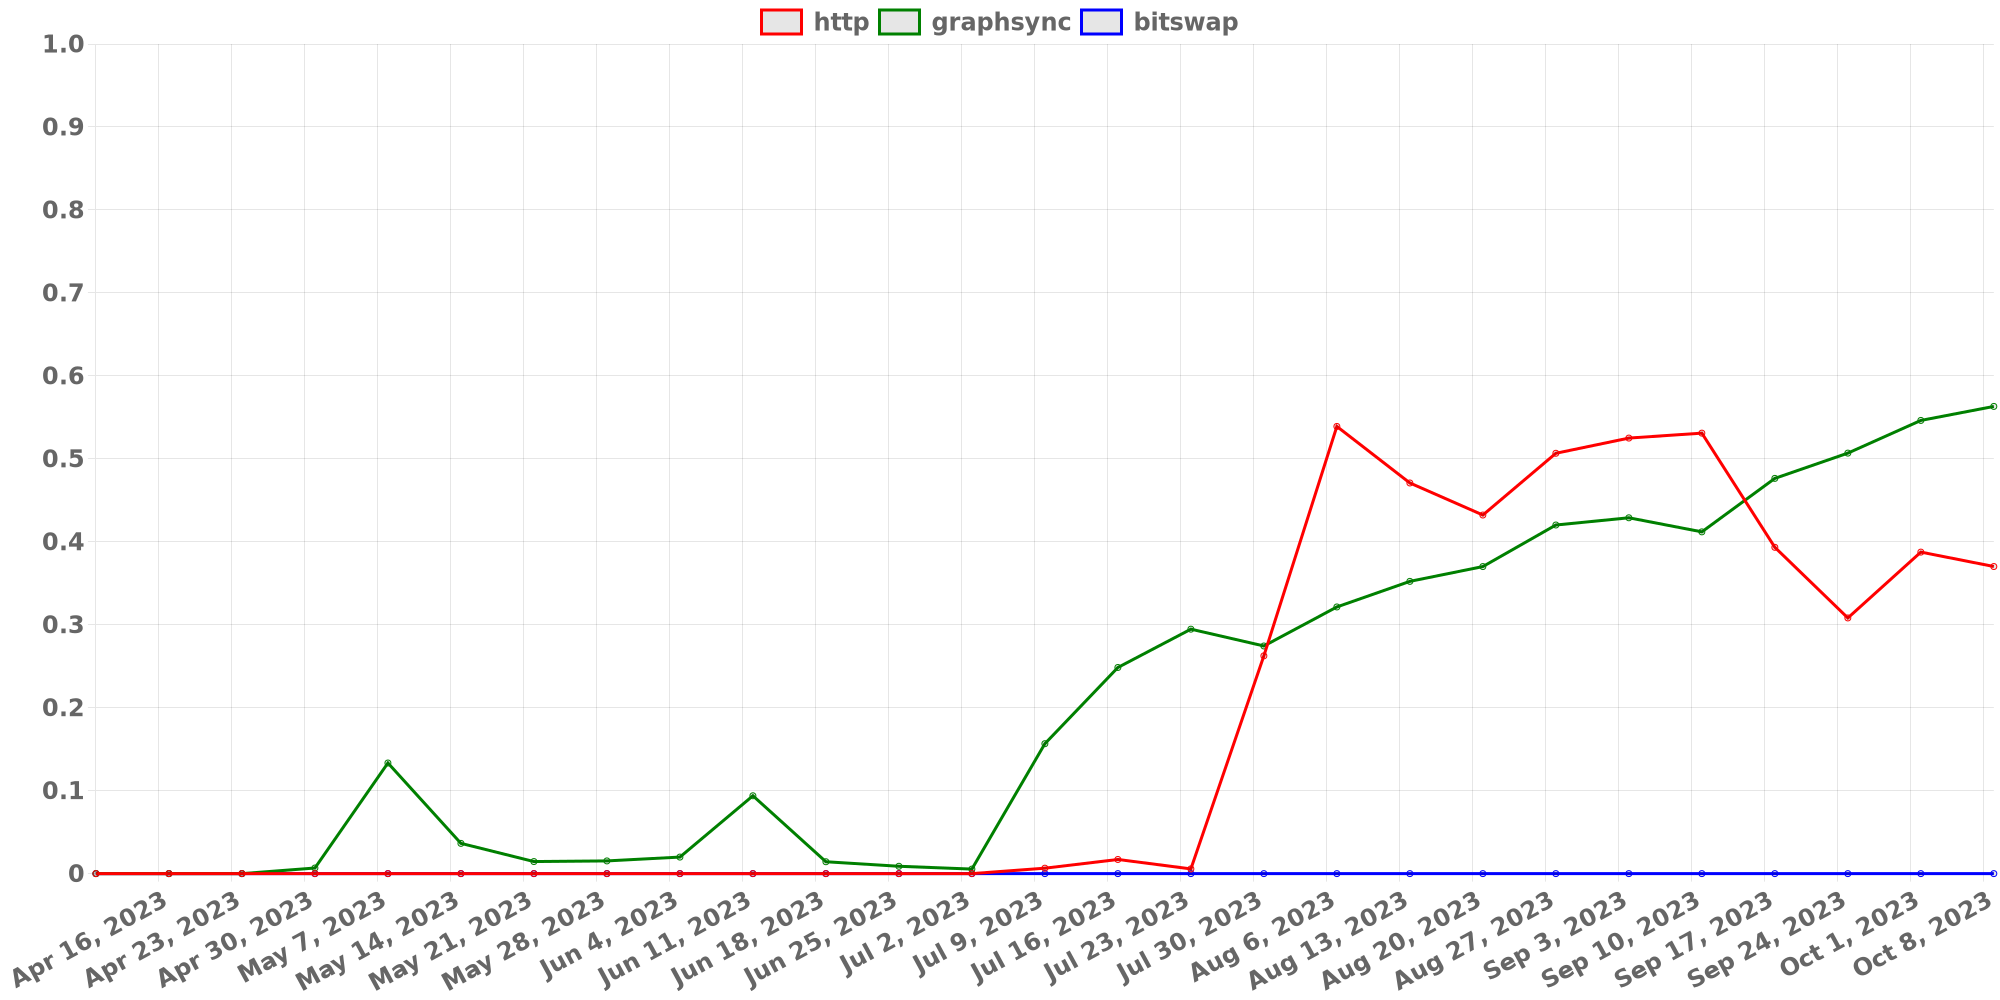 http graphsync bitswap
1.0
0.9
0.8
0.7
0.6
0.5
0.4
0.3
0.2
0.1
0
Apr 16, 2023
Apr 23, 2023
Apr 30, 2023
May 7, 2023
May 14, 2023
May 21, 2023
May 28, 2023
Jun 4, 2023
Jun 11, 2023
Jun 18, 2023
Jun 25, 2023
Jul 2, 2023
Jul 9, 2023
Jul 16, 2023
Jul 23, 2023
Jul 30, 2023
Aug 6, 2023
Aug 13, 2023
Aug 20, 2023
Aug 27, 2023
Sep 3, 2023
Sep 10, 2023
Sep 17, 2023
Sep 24, 2023
Oct 1, 2023
Oct 8, 2023